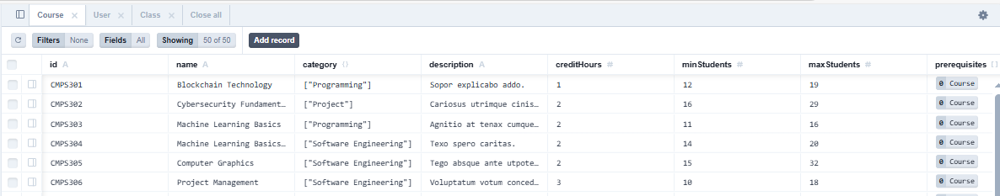 Course × User × Class × Close all
Filters None Fields All Showing 50 of 50 Add record
id A name A category {} description A creditHours # minStudents # maxStudents # prerequisites []
CMPS301 Blockchain Technology ["Programming"] Sopor explicabo addo. 1 12 19 0 Course
CMPS302 Cybersecurity Fundament… ["Project"] Cariosus utrimque cinis… 2 16 29 0 Course
CMPS303 Machine Learning Basics ["Programming"] Agnitio at tenax cumque… 2 11 16 0 Course
CMPS304 Machine Learning Basics… ["Software Engineering"] Texo spero caritas. 2 14 20 0 Course
CMPS305 Computer Graphics ["Software Engineering"] Tego absque ante utpote… 2 15 32 0 Course
CMPS306 Project Management ["Software Engineering"] Voluptatum votum conced… 3 10 18 0 Course